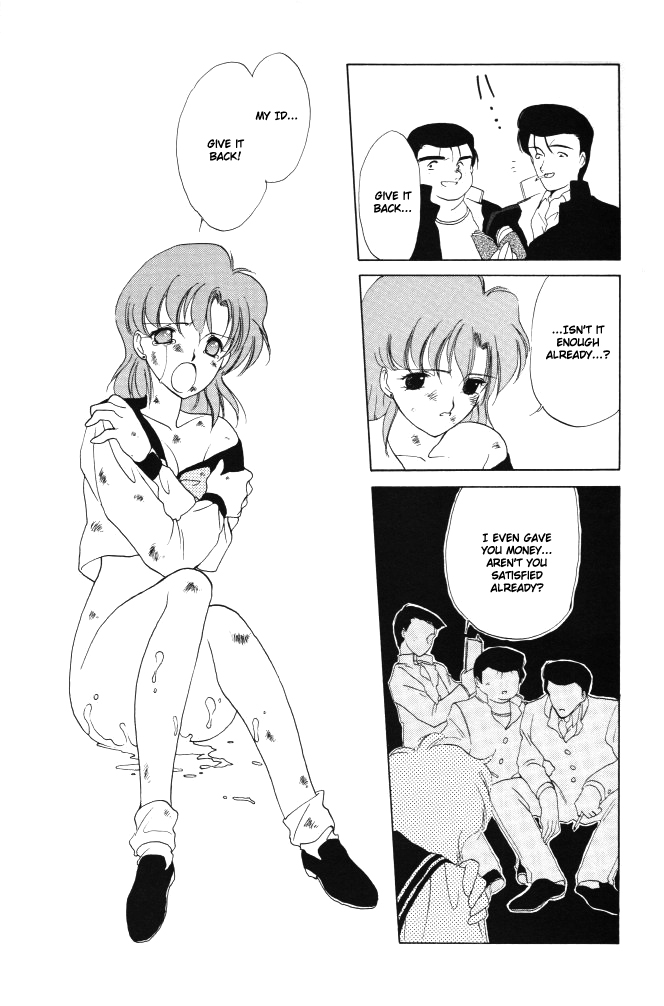 GIVE IT
BACK...
...ISN'T IT
ENOUGH
ALREADY...?
I EVEN GAVE
YOU MONEY...
AREN'T YOU
SATISFIED
ALREADY?
MY ID...
GIVE IT
BACK!